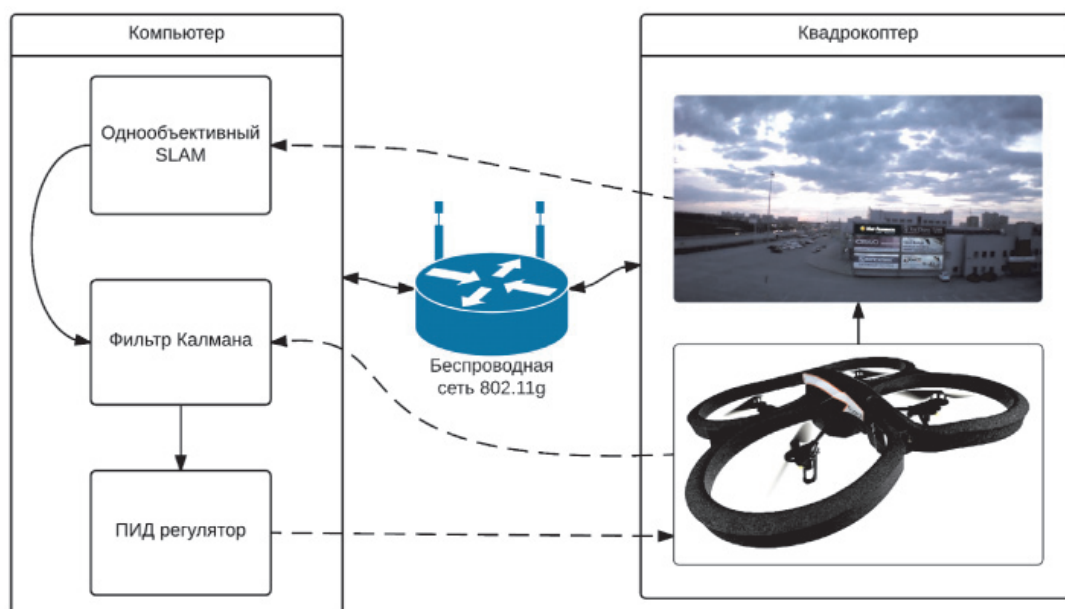 Компьютер
Квадрокоптер
Однообъективный
SLAM
Фильтр Калмана
Беспроводная
сеть 802.11g
ПИД регулятор